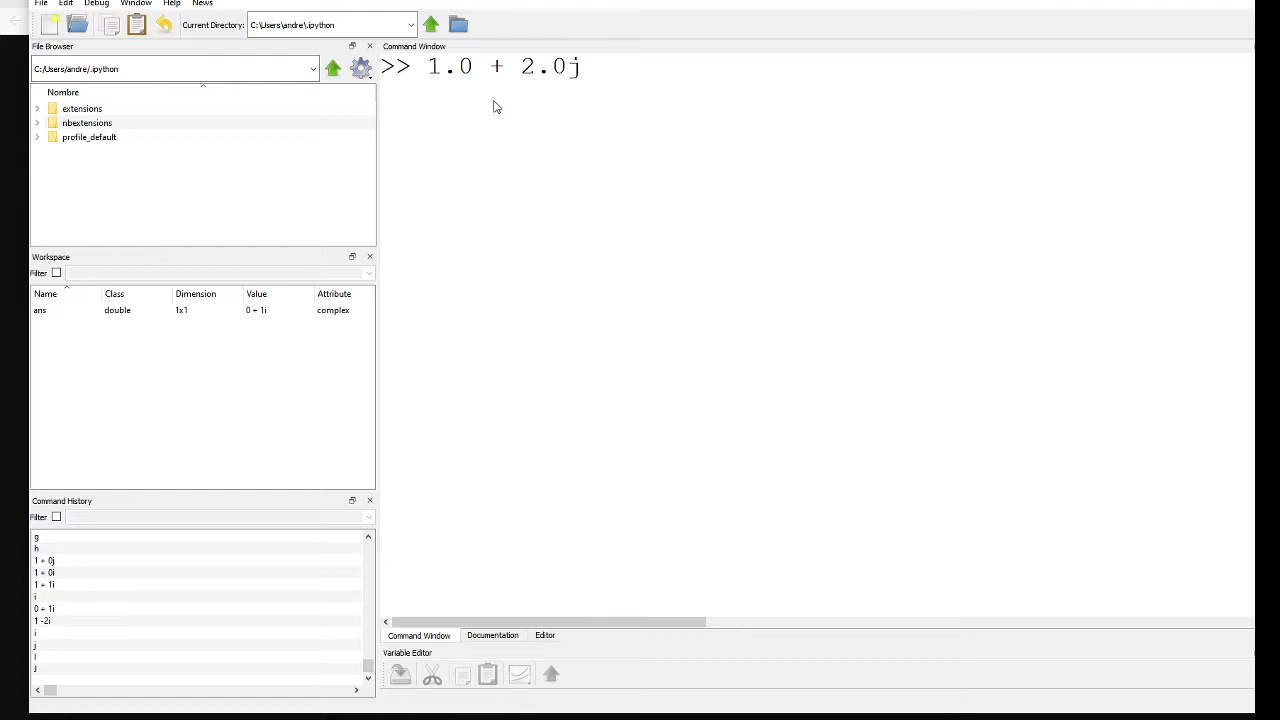 File Edit Debug Window Help News
Current Directory: C:\Users\andre\.ipython
File Browser
C:/Users/andre/.ipython
Nombre
extensions
nbextensions
profile_default
Workspace
Filter
Name Class Dimension Value Attribute
ans double 1x1 0 + 1i complex
Command History
Filter
g
h
1 + 0j
1 + 0i
1 + 1i
i
0 + 1i
1 -2i
i
j
I
J
Command Window
>> 1.0 + 2.0j
Command Window Documentation Editor
Variable Editor